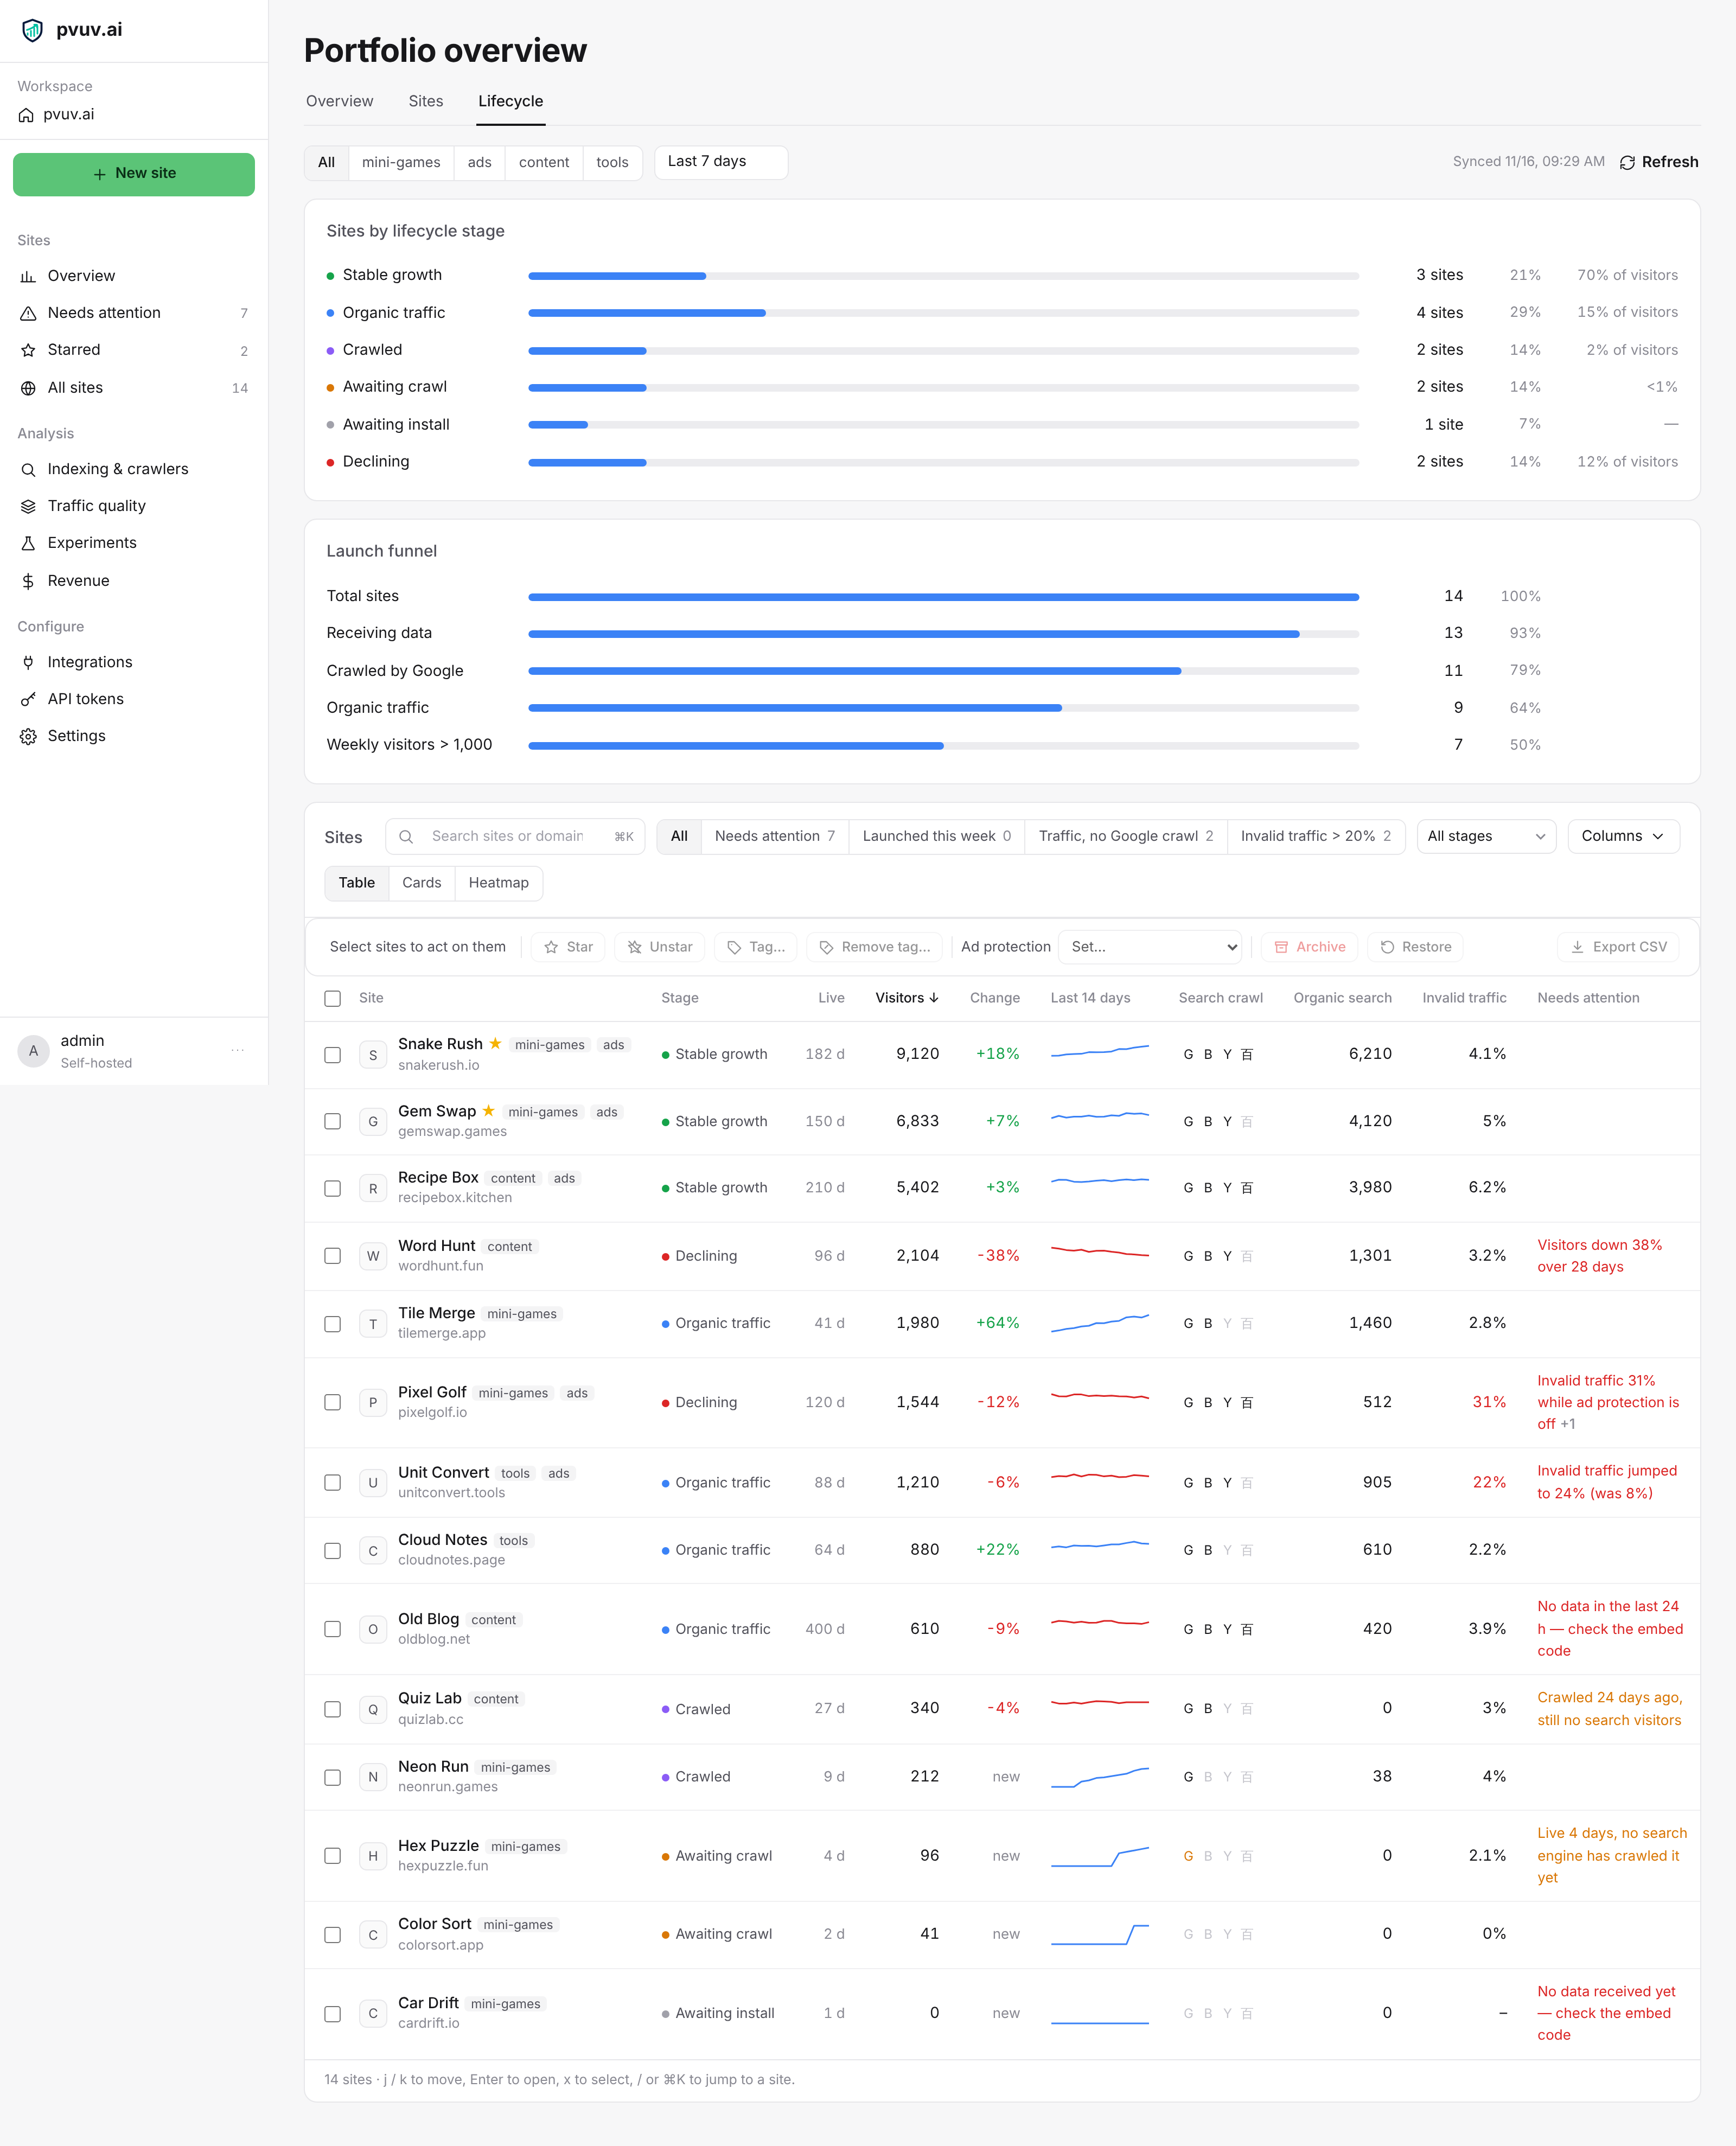 pvuv.ai
Workspace
pvuv.ai
New site
Sites
Overview
Needs attention 7
Starred 2
All sites 14
Analysis
Indexing & crawlers
Traffic quality
Experiments
Revenue
Configure
Integrations
API tokens
Settings
A admin
Self-hosted
...
Portfolio overview
Overview Sites Lifecycle
All mini-games ads content tools Last 7 days Synced 11/16, 09:29 AM Refresh
Sites by lifecycle stage
Stable growth 3 sites 21% 70% of visitors
Organic traffic 4 sites 29% 15% of visitors
Crawled 2 sites 14% 2% of visitors
Awaiting crawl 2 sites 14% <1%
Awaiting install 1 site 7% —
Declining 2 sites 14% 12% of visitors
Launch funnel
Total sites 14 100%
Receiving data 13 93%
Crawled by Google 11 79%
Organic traffic 9 64%
Weekly visitors > 1,000 7 50%
Sites Search sites or domain ⌘K All Needs attention 7 Launched this week 0 Traffic, no Google crawl 2 Invalid traffic > 20% 2 All stages Columns
Table Cards Heatmap
Select sites to act on them Star Unstar Tag... Remove tag... Ad protection Set... Archive Restore Export CSV
Site Stage Live Visitors ↓ Change Last 14 days Search crawl Organic search Invalid traffic Needs attention
S Snake Rush ★ mini-games ads Stable growth 182 d 9,120 +18% G B Y 百 6,210 4.1%
snakerush.io
G Gem Swap ★ mini-games ads Stable growth 150 d 6,833 +7% G B Y 百 4,120 5%
gemswap.games
R Recipe Box content ads Stable growth 210 d 5,402 +3% G B Y 百 3,980 6.2%
recipebox.kitchen
W Word Hunt content Declining 96 d 2,104 -38% G B Y 百 1,301 3.2% Visitors down 38%
wordhunt.fun over 28 days
T Tile Merge mini-games Organic traffic 41 d 1,980 +64% G B Y 百 1,460 2.8%
tilemerge.app
P Pixel Golf mini-games ads Declining 120 d 1,544 -12% G B Y 百 512 31% Invalid traffic 31%
pixelgolf.io while ad protection is
off +1
U Unit Convert tools ads Organic traffic 88 d 1,210 -6% G B Y 百 905 22% Invalid traffic jumped
unitconvert.tools to 24% (was 8%)
C Cloud Notes tools Organic traffic 64 d 880 +22% G B Y 百 610 2.2%
cloudnotes.page
O Old Blog content Organic traffic 400 d 610 -9% G B Y 百 420 3.9% No data in the last 24
oldblog.net h — check the embed
code
Q Quiz Lab content Crawled 27 d 340 -4% G B Y 百 0 3% Crawled 24 days ago,
quizlab.cc still no search visitors
N Neon Run mini-games Crawled 9 d 212 new G B Y 百 38 4%
neonrun.games
H Hex Puzzle mini-games Awaiting crawl 4 d 96 new G B Y 百 0 2.1% Live 4 days, no search
hexpuzzle.fun engine has crawled it
yet
C Color Sort mini-games Awaiting crawl 2 d 41 new G B Y 百 0 0%
colorsort.app
C Car Drift mini-games Awaiting install 1 d 0 new G B Y 百 0 – No data received yet
cardrift.io — check the embed
code
14 sites · j / k to move, Enter to open, x to select, / or ⌘K to jump to a site.